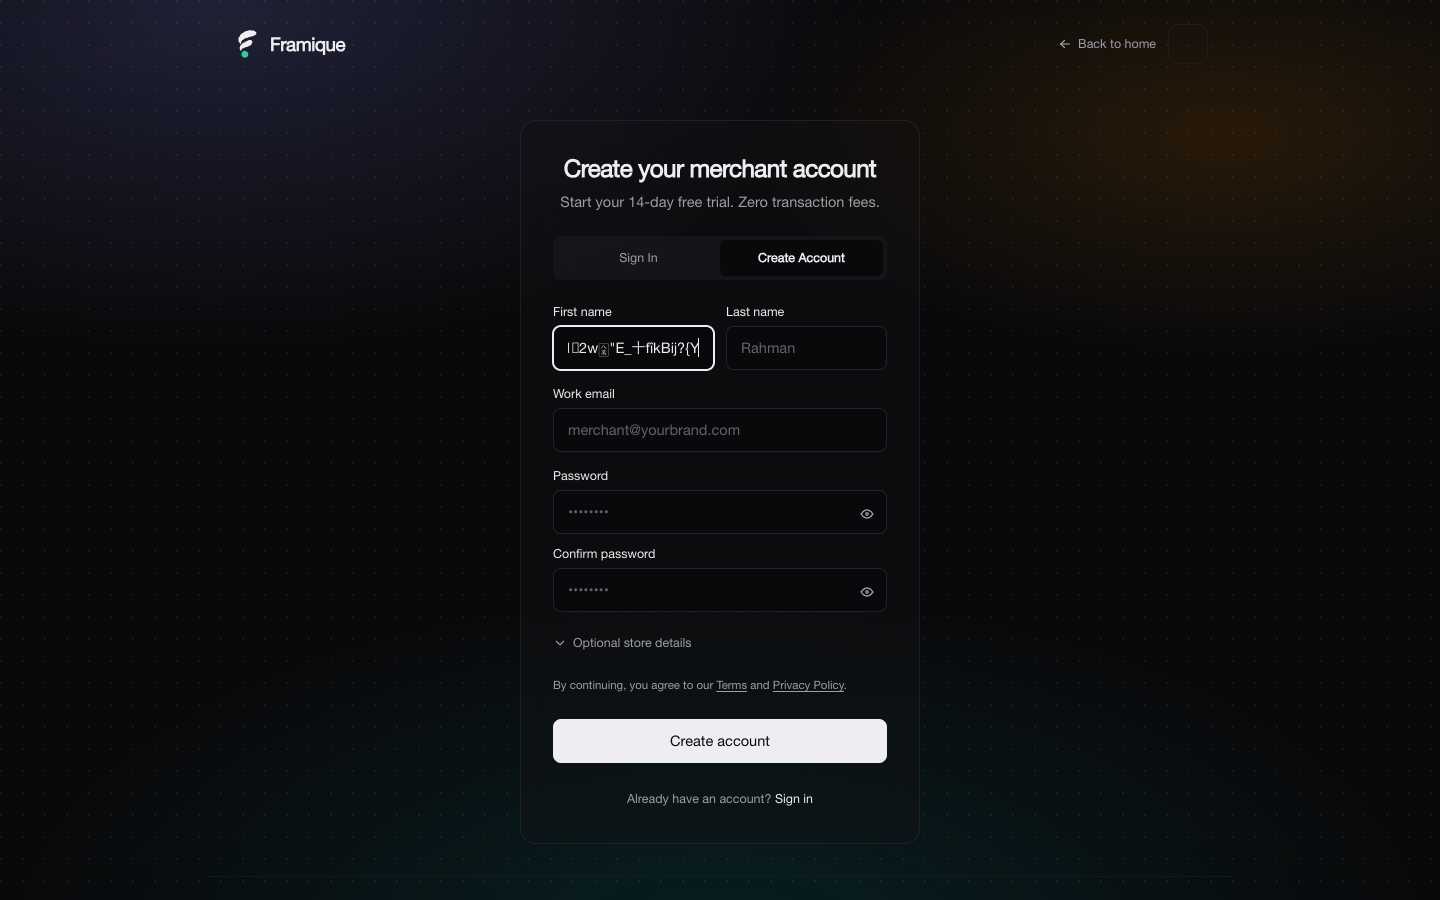 Framique
Back to home
Create your merchant account
Start your 14-day free trial. Zero transaction fees.
Sign In
Create Account
First name
Last name
Rahman
Work email
merchant@yourbrand.com
Password
••••••••
Confirm password
••••••••
Optional store details
By continuing, you agree to our Terms and Privacy Policy.
Create account
Already have an account? Sign in